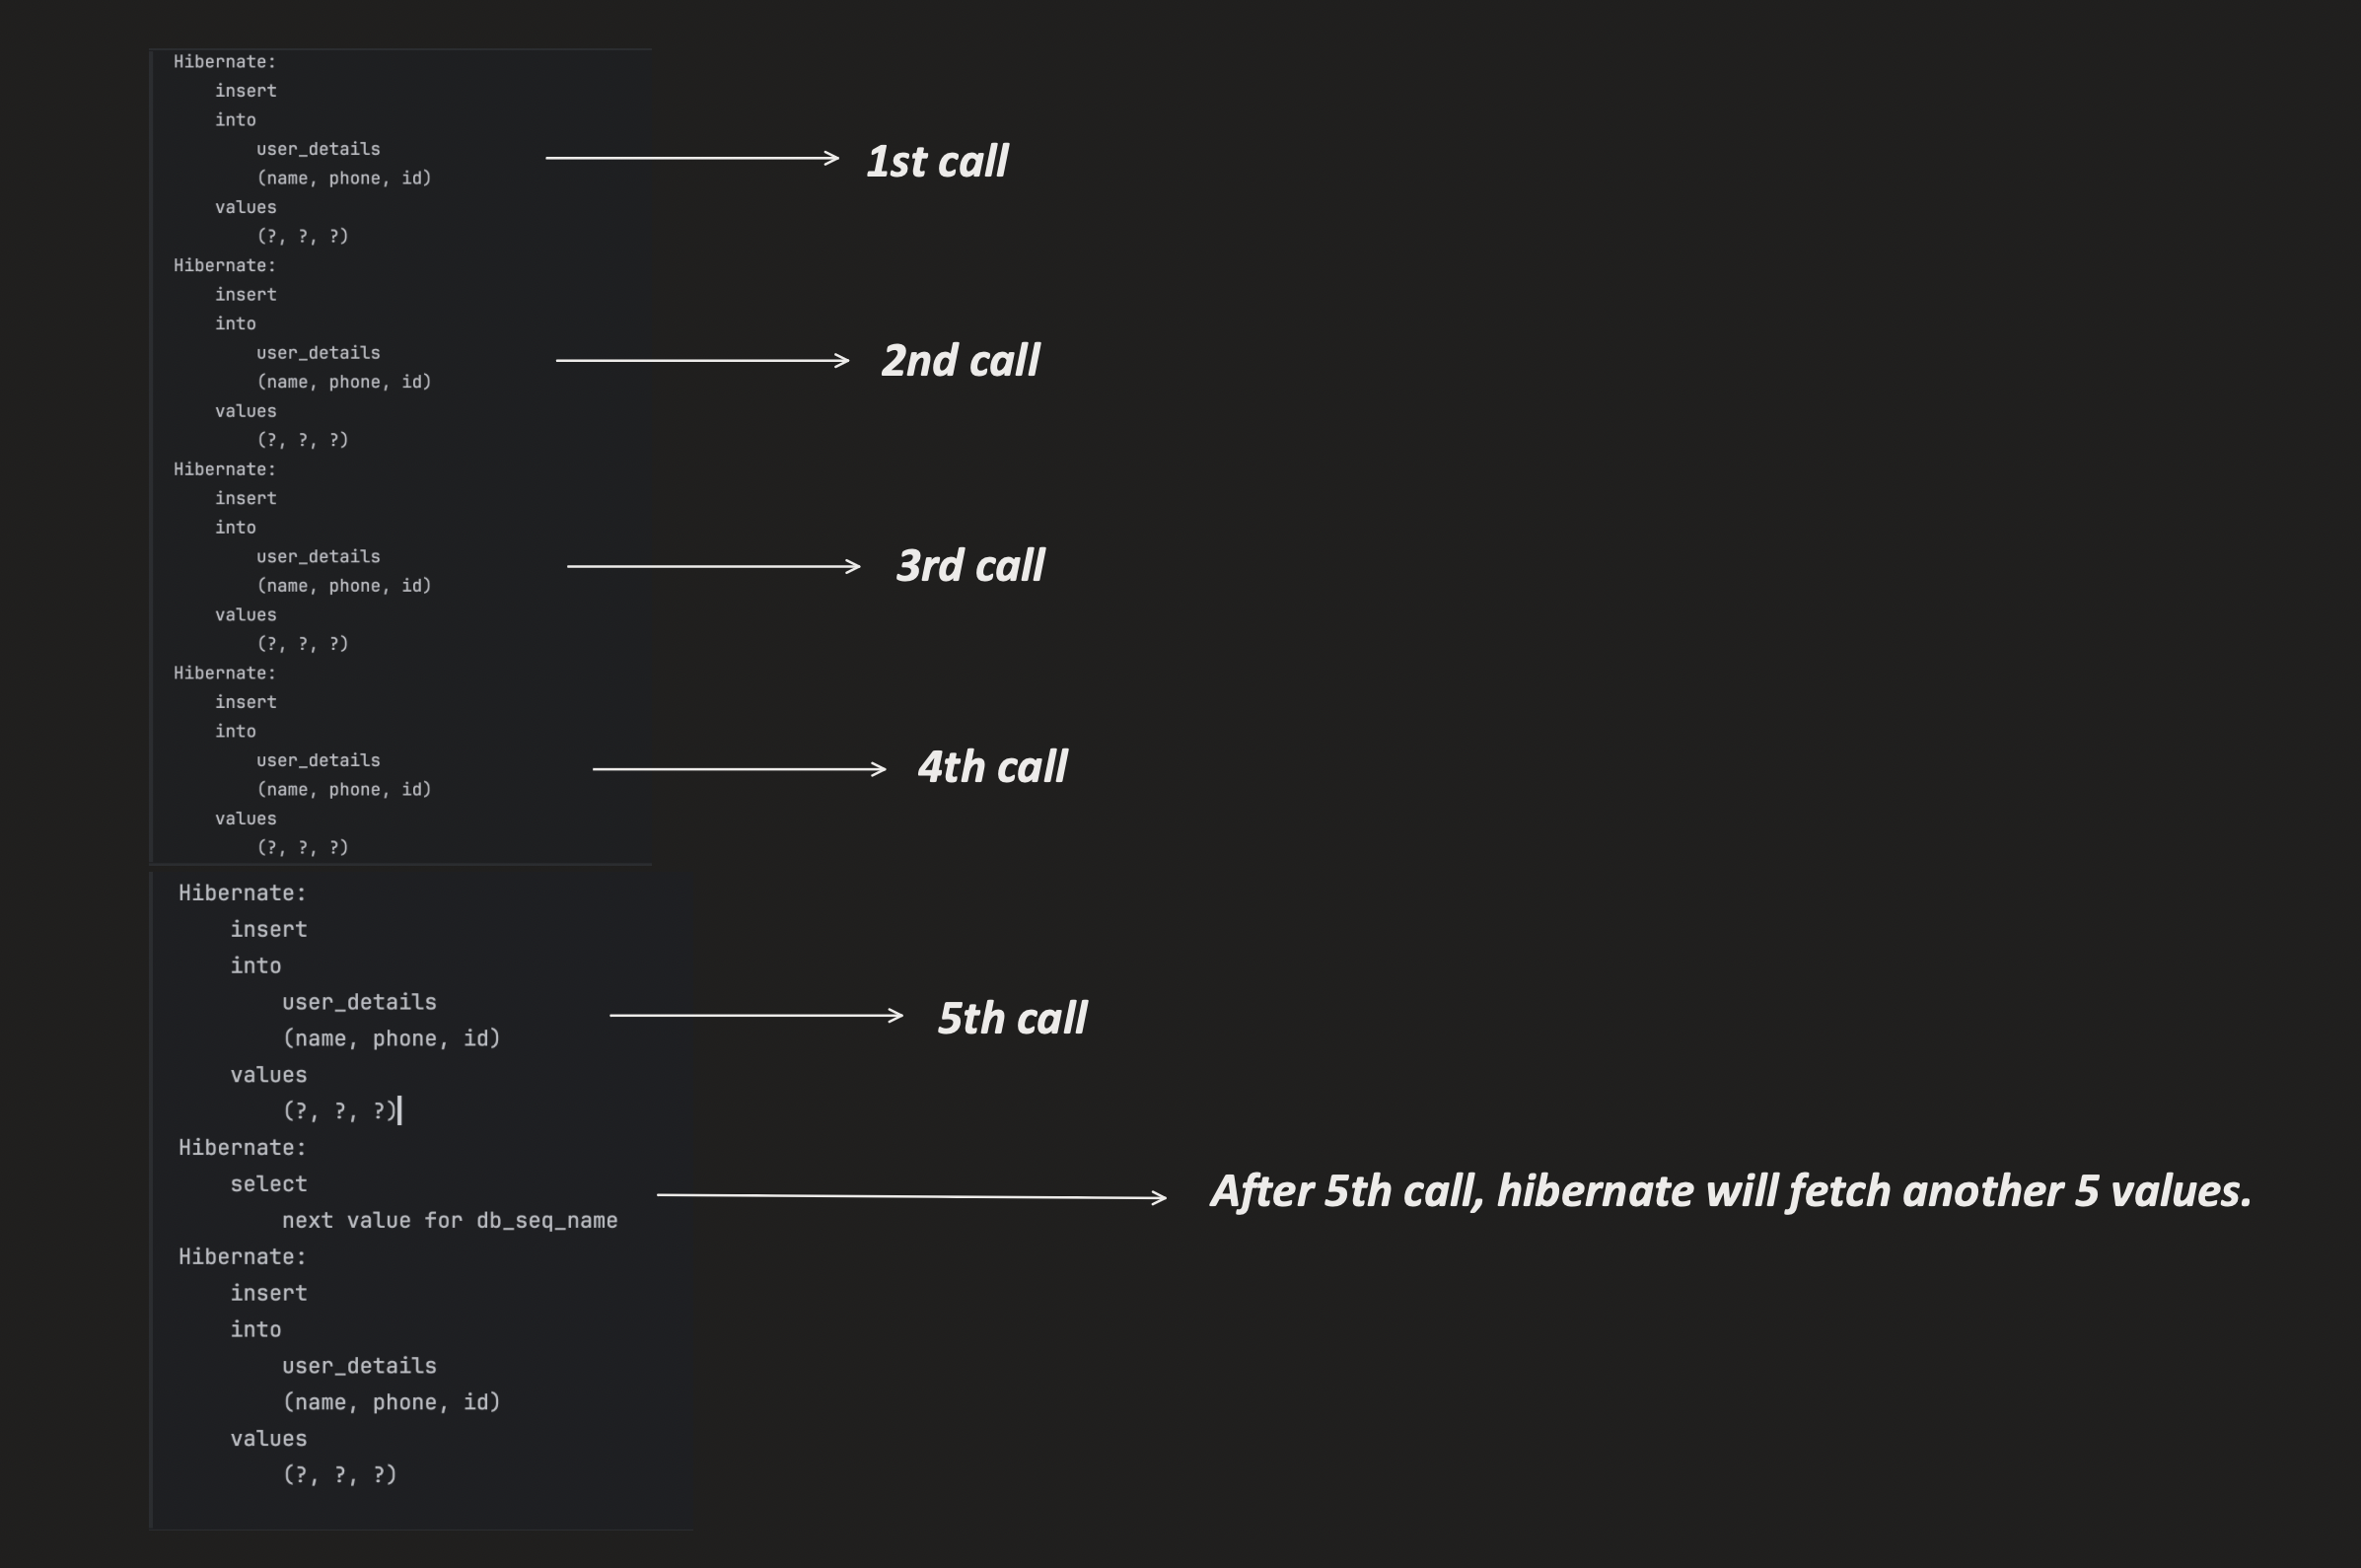 Hibernate:
insert
into
user_details
(name, phone, id)
values
(?, ?, ?)
1st call
Hibernate:
insert
into
user_details
(name, phone, id)
values
(?, ?, ?)
2nd call
Hibernate:
insert
into
user_details
(name, phone, id)
values
(?, ?, ?)
3rd call
Hibernate:
insert
into
user_details
(name, phone, id)
values
(?, ?, ?)
4th call
Hibernate:
insert
into
user_details
(name, phone, id)
values
(?, ?, ?)
5th call
Hibernate:
select
next value for db_seq_name
After 5th call, hibernate will fetch another 5 values.
Hibernate:
insert
into
user_details
(name, phone, id)
values
(?, ?, ?)